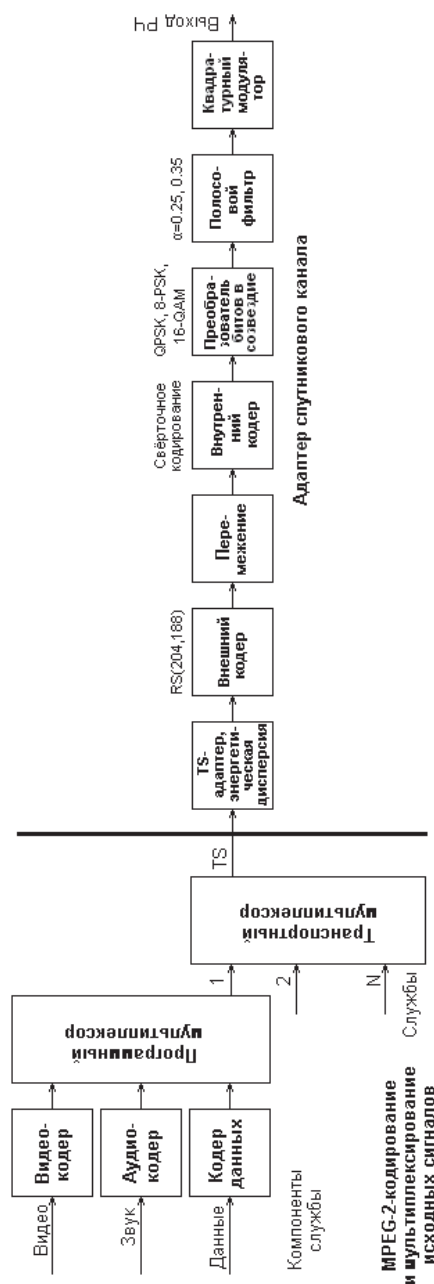 Видео
Звук
Данные
Компоненты
службы
Видео-
кодер
Аудио-
кодер
Кодер
данных
Программный
мультиплексор
1
2
N
Службы
Транспортный
мультиплексор
TS
MPEG-2-кодирование
и мультиплексирование
исходных сигналов
TS-
адаптер,
энергети-
ческая
дисперсия
RS(204,188)
Внешний
кодер
Пере-
межение
Свёрточное
кодирование
Внутрен-
ний
кодер
QPSK, 8-PSK,
16-QAM
Преобра-
зователь
битов в
созвездие
α=0.25, 0.35
Полосо-
вой
фильтр
Квадра-
турный
модуля-
тор
Выход
РЧ
Адаптер спутникового канала